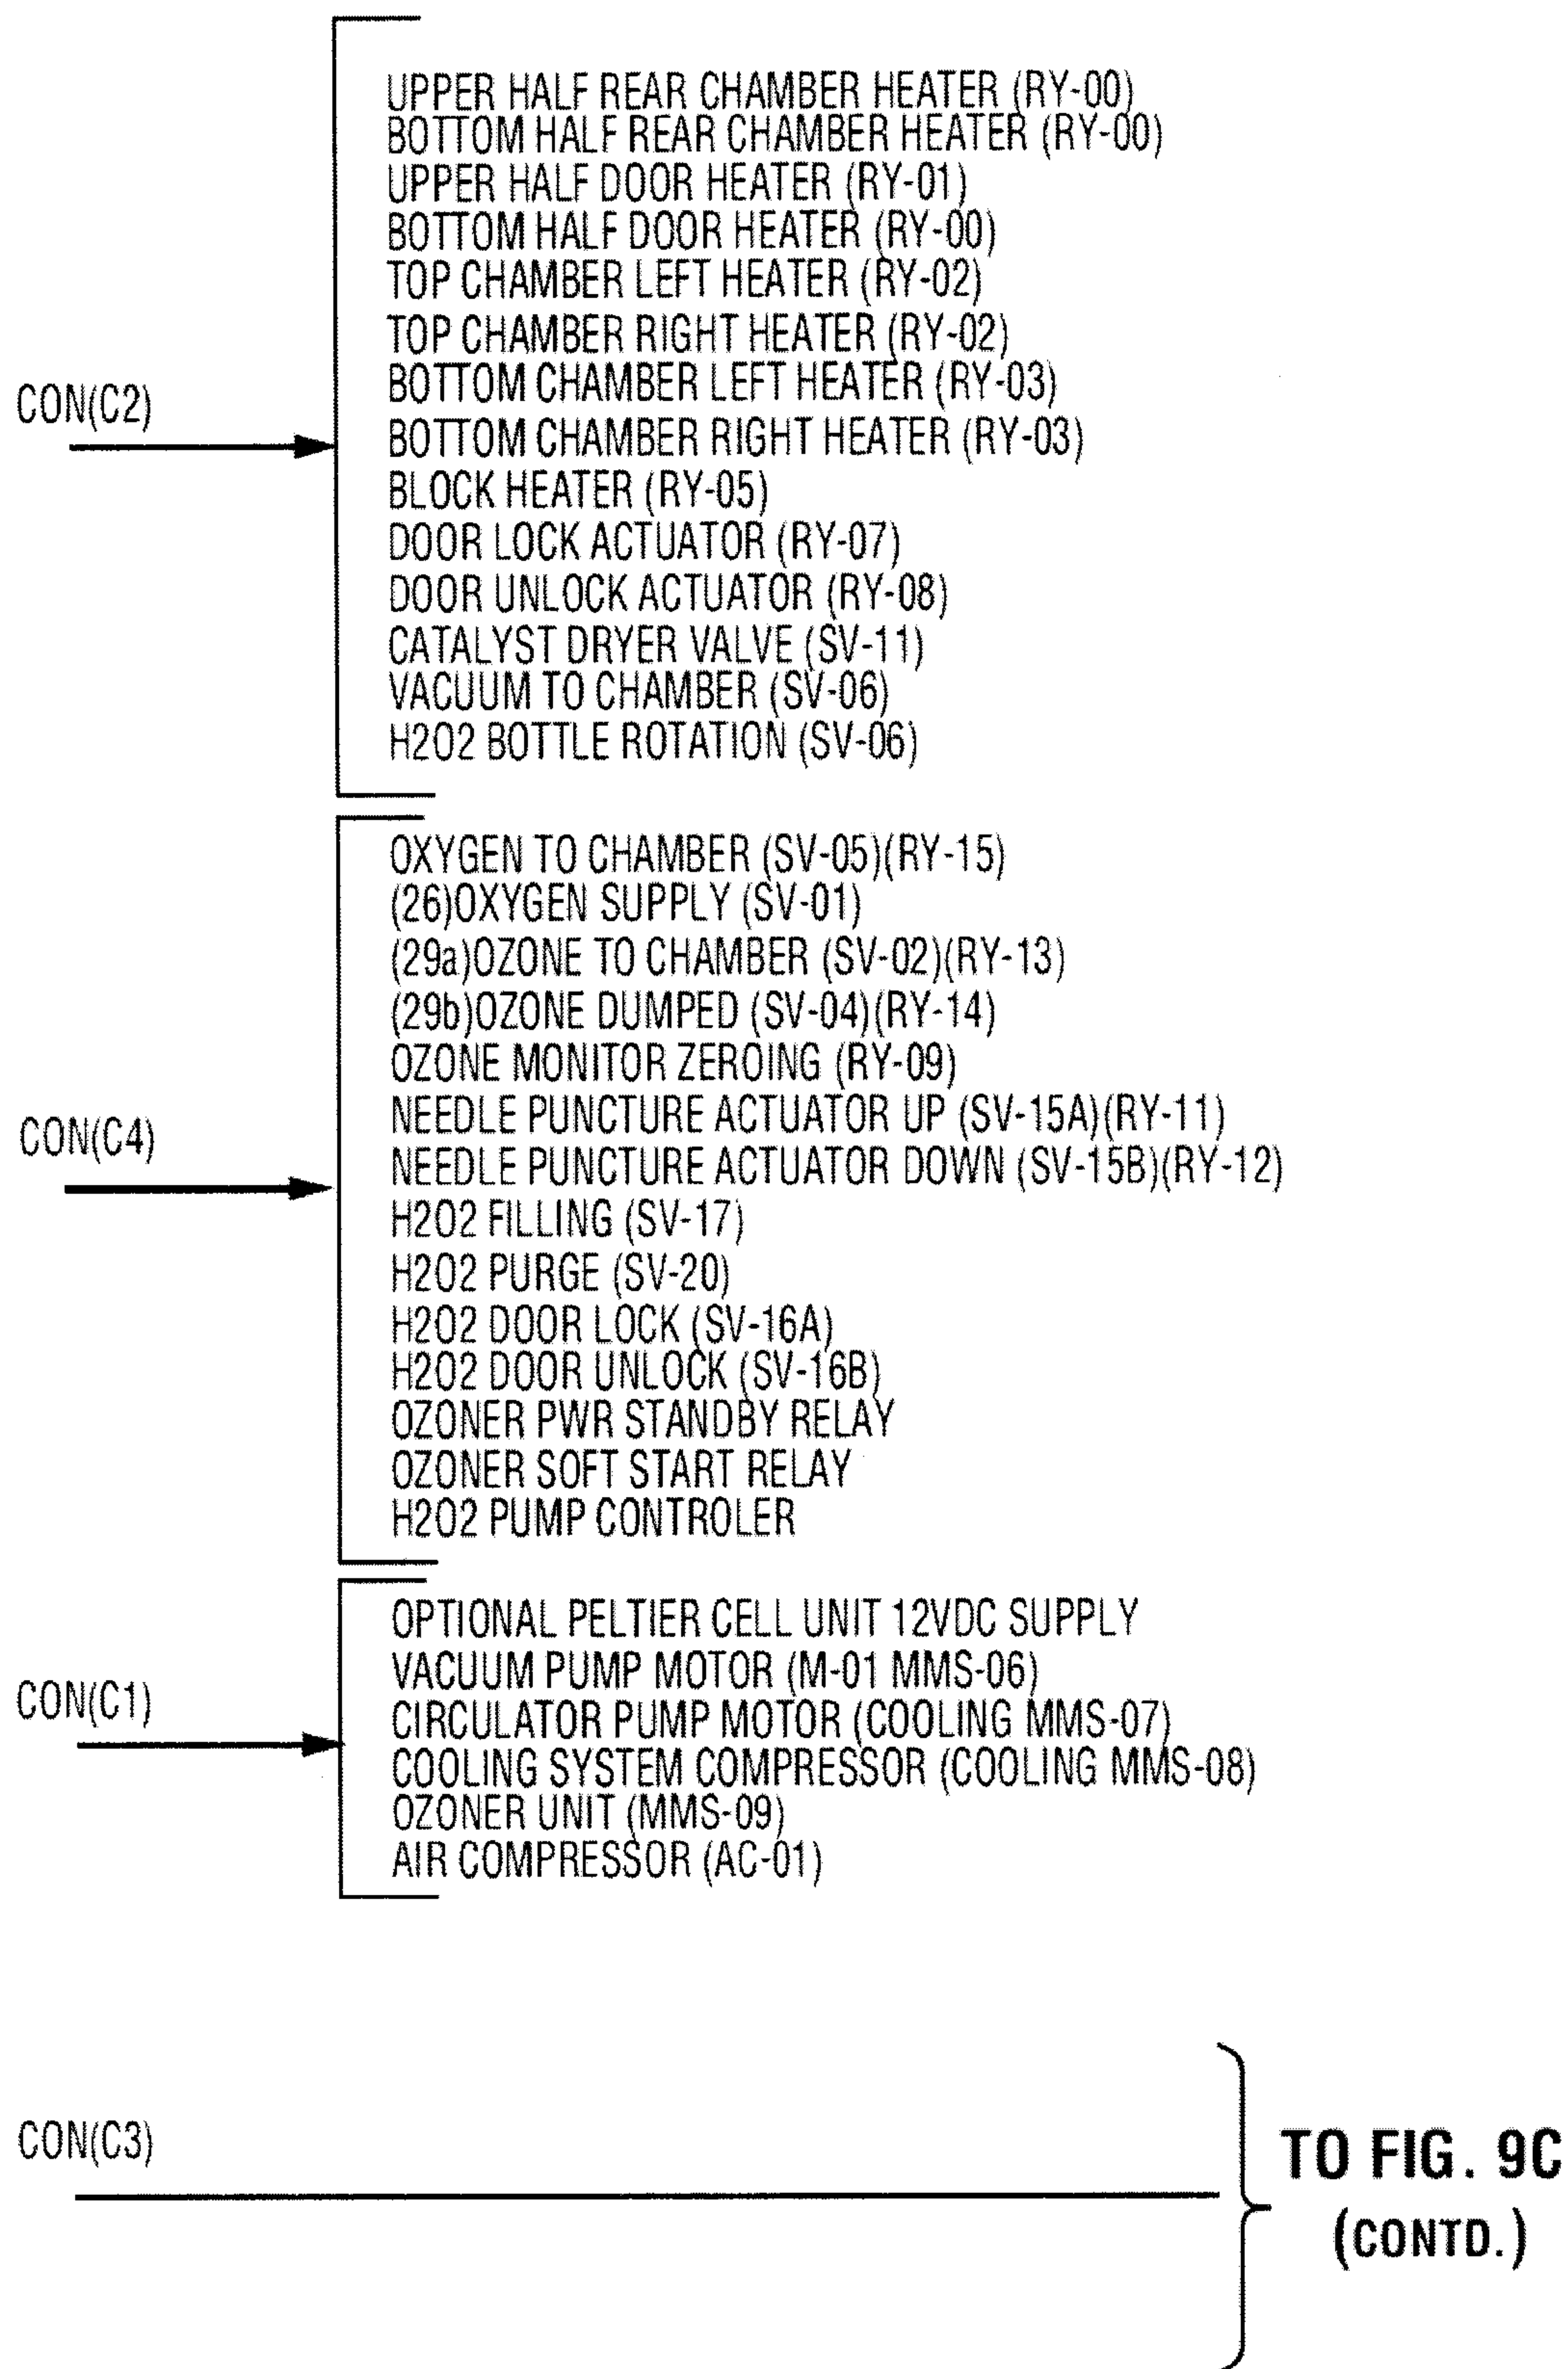 UPPER HALF REAR CHAMBER HEATER (RY-00)
BOTTOM HALF REAR CHAMBER HEATER (RY-00)
UPPER HALF DOOR HEATER (RY-01)
BOTTOM HALF DOOR HEATER (RY-00)
TOP CHAMBER LEFT HEATER (RY-02)
TOP CHAMBER RIGHT HEATER (RY-02)
BOTTOM CHAMBER LEFT HEATER (RY-03)
CON(C2)
BOTTOM CHAMBER RIGHT HEATER (RY-03)
BLOCK HEATER (RY-05)
DOOR LOCK ACTUATOR (RY-07)
DOOR UNLOCK ACTUATOR (RY-08)
CATALYST DRYER VALVE (SV-11)
VACUUM TO CHAMBER (SV-06)
H2O2 BOTTLE ROTATION (SV-06)
OXYGEN TO CHAMBER (SV-05)(RY-15)
(26)OXYGEN SUPPLY (SV-01)
(29a)OZONE TO CHAMBER (SV-02)(RY-13)
(29b)OZONE DUMPED (SV-04)(RY-14)
OZONE MONITOR ZEROING (RY-09)
NEEDLE PUNCTURE ACTUATOR UP (SV-15A)(RY-11)
CON(C4)
NEEDLE PUNCTURE ACTUATOR DOWN (SV-15B)(RY-12)
H2O2 FILLING (SV-17)
H2O2 PURGE (SV-20)
H2O2 DOOR LOCK (SV-16A)
H2O2 DOOR UNLOCK (SV-16B)
OZONER PWR STANDBY RELAY
OZONER SOFT START RELAY
H2O2 PUMP CONTROLER
OPTIONAL PELTIER CELL UNIT 12VDC SUPPLY
VACUUM PUMP MOTOR (M-01 MMS-06)
CON(C1)
CIRCULATOR PUMP MOTOR (COOLING MMS-07)
COOLING SYSTEM COMPRESSOR (COOLING MMS-08)
OZONER UNIT (MMS-09)
AIR COMPRESSOR (AC-01)
CON(C3)
TO FIG. 9C
(CONTD.)